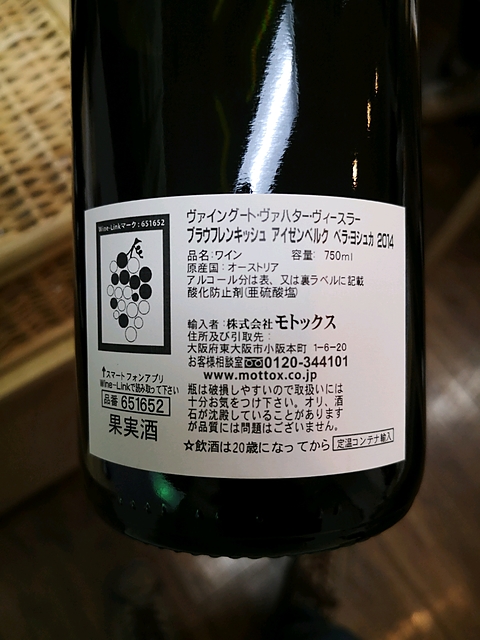 Wine-Linkマーク:651652
↑スマートフォンアプリ
Wine-Linkで読み取って下さい
品番 651652
果実酒
ヴァイングート・ヴァハター・ヴィースラー
ブラウフレンキッシュ アイゼンベルク ベラ・ヨシュカ 2014
品名:ワイン 容量: 750ml
原産国:オーストリア
アルコール分は表、又は裏ラベルに記載
酸化防止剤(亜硫酸塩)
輸入者:株式会社モトックス
住所及び引取先:
大阪府東大阪市小阪本町 1-6-20
お客様相談室 0120-344101
www.mottox.co.jp
瓶は破損しやすいので取扱いには
十分お気をつけ下さい。オリ、酒
石が沈殿していることがあります
が品質には問題はございません。
☆飲酒は20歳になってから 定温コンテナ輸入